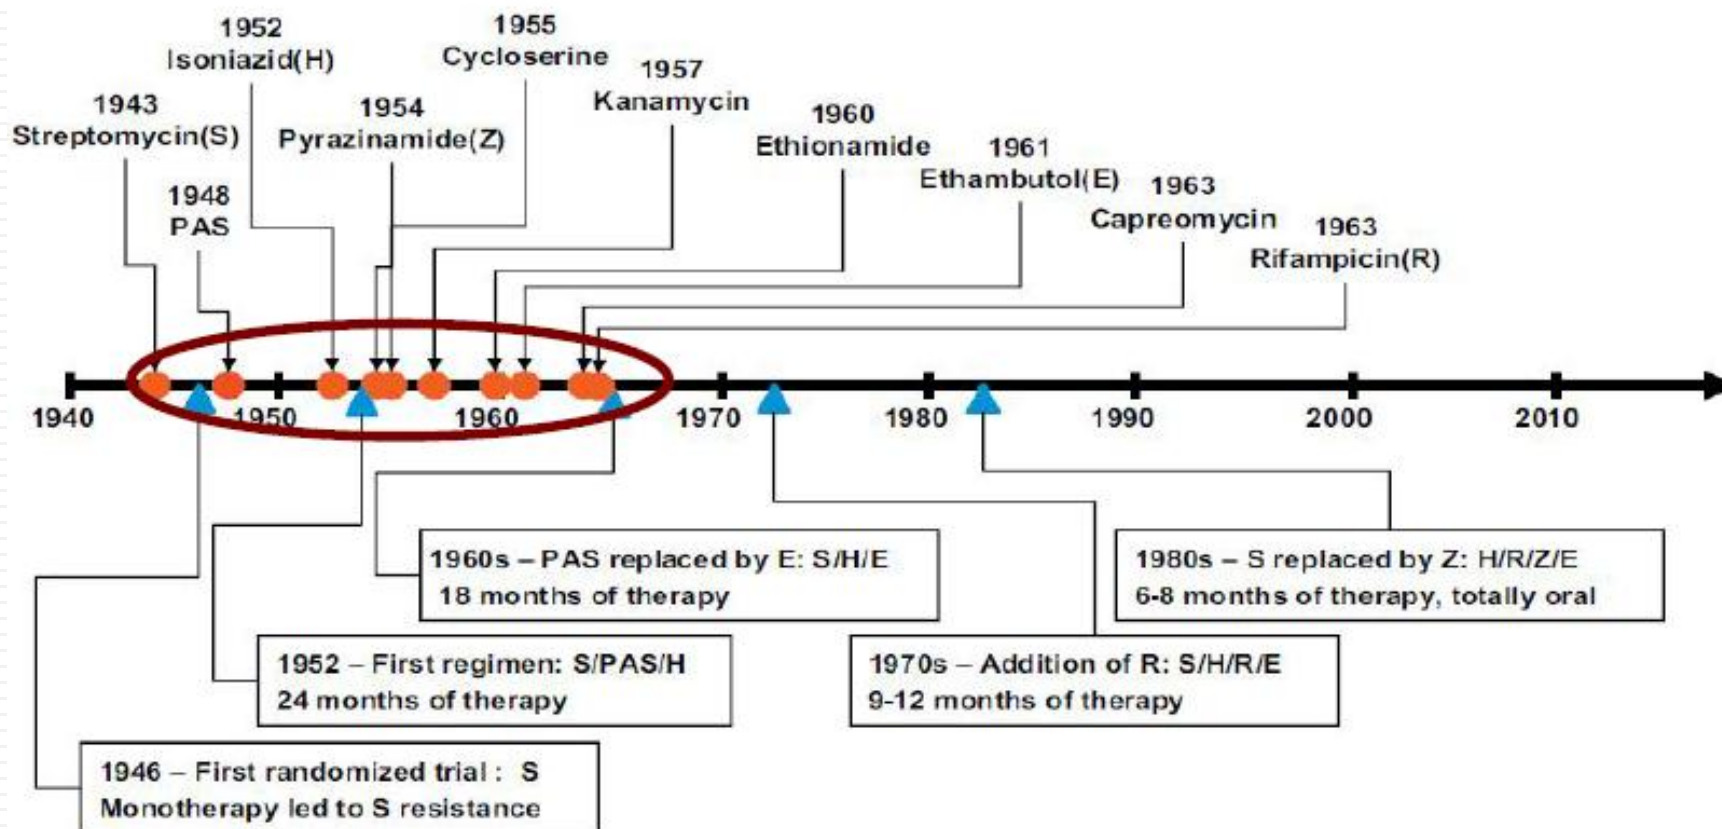 1943
Streptomycin(S)
1948
PAS
1952
Isoniazid(H)
1954
Pyrazinamide(Z)
1955
Cycloserine
1957
Kanamycin
1960
Ethionamide
1961
Ethambutol(E)
1963
Capreomycin
1963
Rifampicin(R)
1940
1950
1960
1970
1980
1990
2000
2010
1960s – PAS replaced by E: S/H/E
18 months of therapy
1980s – S replaced by Z: H/R/Z/E
6-8 months of therapy, totally oral
1952 – First regimen: S/PAS/H
24 months of therapy
1970s – Addition of R: S/H/R/E
9-12 months of therapy
1946 – First randomized trial : S
Monotherapy led to S resistance